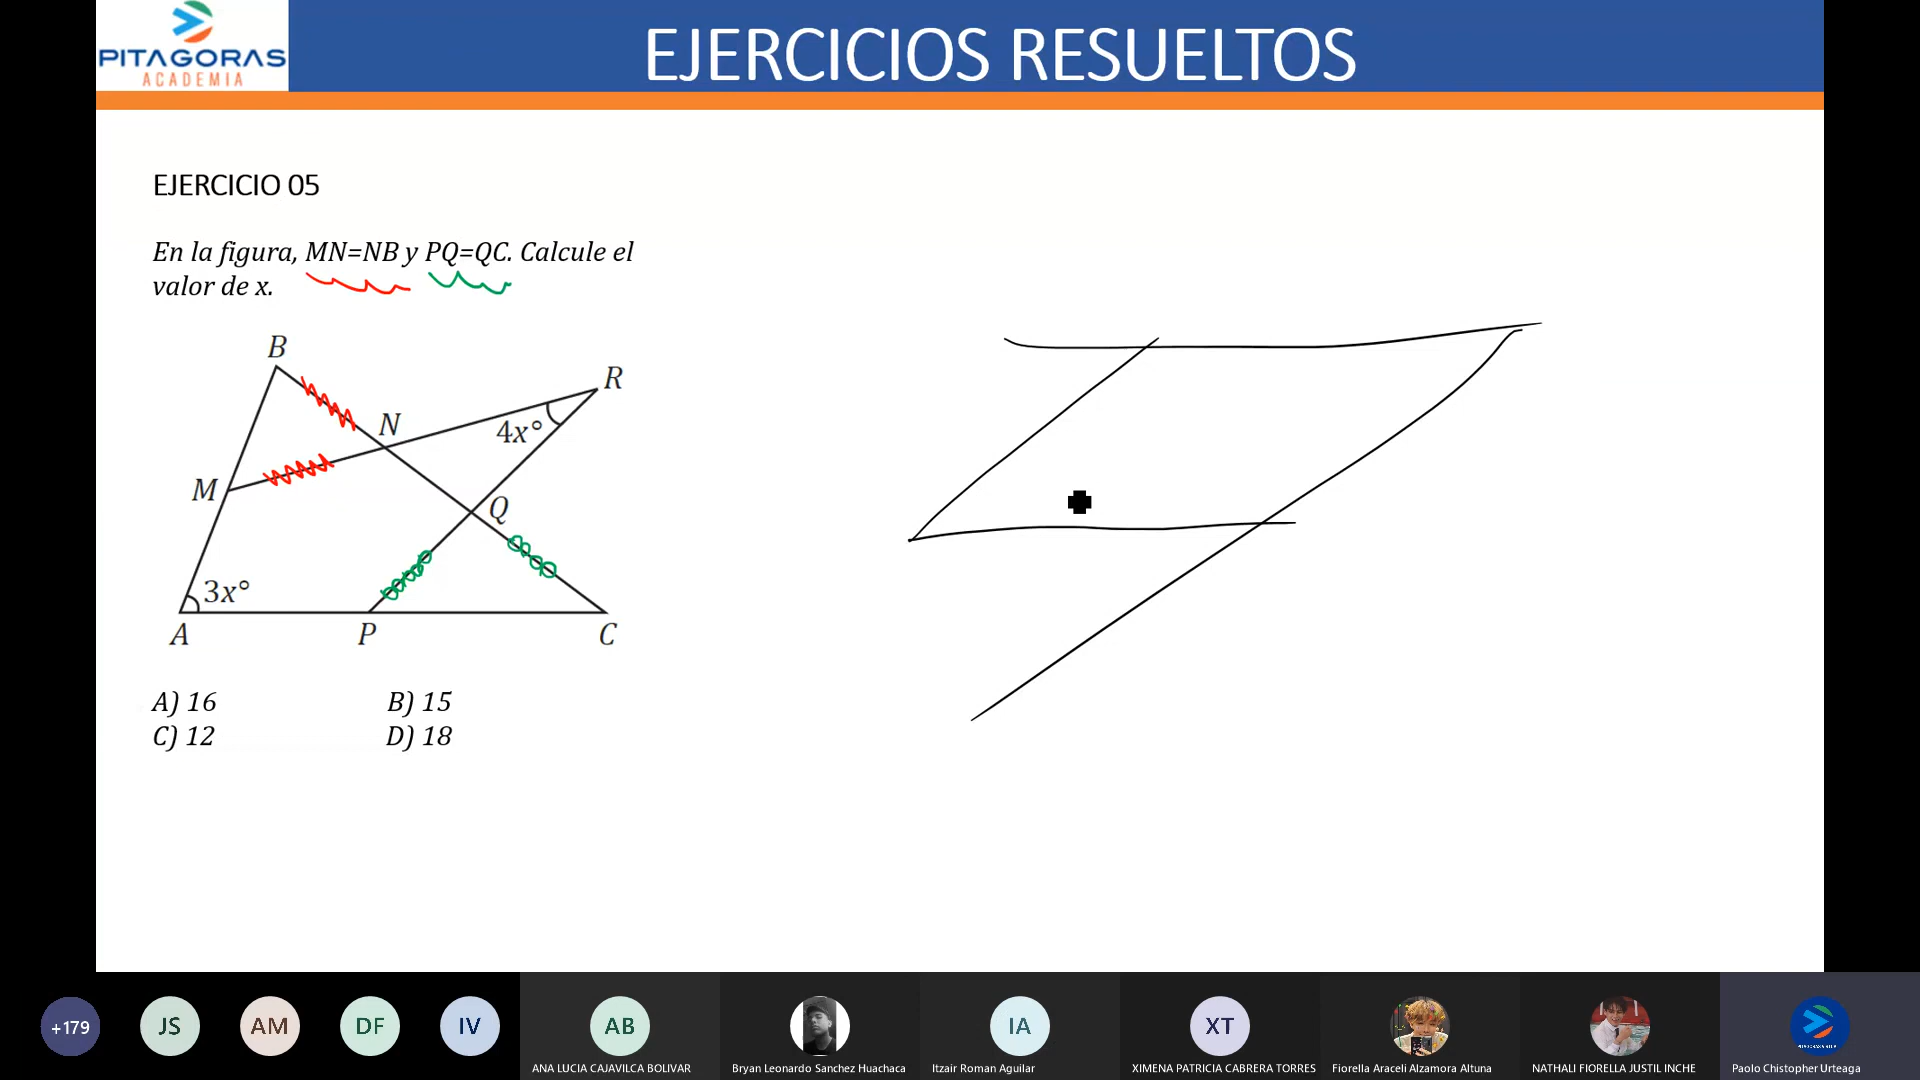 PITAGORAS
ACADEMIA
EJERCICIOS RESUELTOS
EJERCICIO 05
En la figura, MN=NB y PQ=QC. Calcule el
valor de x.
B
R
N
4x°
M
Q
3x°
A
P
C
A) 16 B) 15
C) 12 D) 18
+179
JS
AM
DF
IV
AB
IA
XT
ANA LUCIA CAJAVILCA BOLIVAR
Bryan Leonardo Sanchez Huachaca
Itzair Roman Aguilar
XIMENA PATRICIA CABRERA TORRES
Fiorella Araceli Alzamora Altuna
NATHALI FIORELLA JUSTIL INCHE
Paolo Chistopher Urteaga